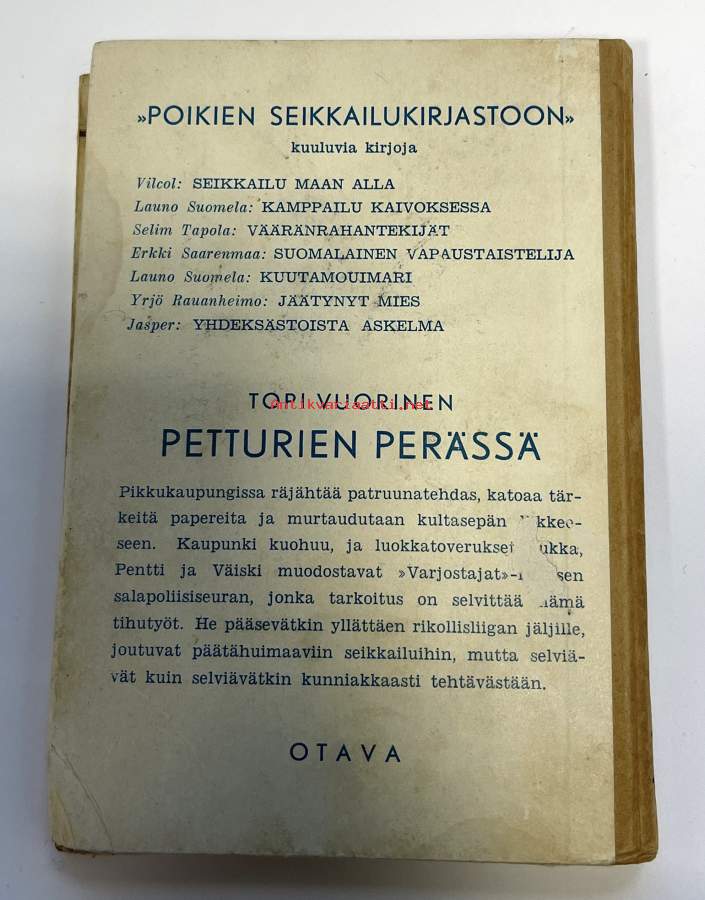 »POIKIEN SEIKKAILUKIRJASTOON»
kuuluvia kirjoja
Vilcol: SEIKKAILU MAAN ALLA
Launo Suomela: KAMPPAILU KAIVOKSESSA
Selim Tapola: VÄÄRÄNRAHANTEKIJÄT
Erkki Saarenmaa: SUOMALAINEN VAPAUSTAISTELIJA
Launo Suomela: KUUTAMOUIMARI
Yrjö Rauanheimo: JÄÄTYNYT MIES
Jasper: YHDEKSÄSTOISTA ASKELMA
TOPI VUORINEN
Antikvariaatti.net
PETTURIEN PERÄSSÄ
Pikkukaupungissa räjähtää patruunatehdas, katoaa tär-
keitä papereita ja murtaudutaan kultasepän
seen. Kaupunki kuohuu, ja luokkatoverukset
Pentti ja Väiski muodostavat »Varjostajat»-
salapoliisiseuran, jonka tarkoitus on selvittää
tihutyöt. He pääsevätkin yllättäen rikollisliigan jäljille,
joutuvat päätähuimaaviin seikkailuihin, mutta selviä-
vät kuin selviävätkin kunniakkaasti tehtävästään.
OTAVA